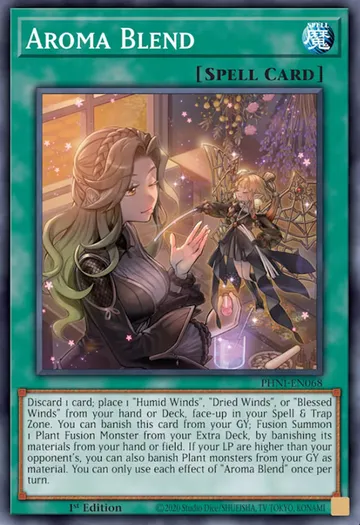 AROMA BLEND
SPELL
魔
[SPELL CARD]
PHNI-EN068
Discard 1 card; place 1 "Humid Winds", "Dried Winds", or "Blessed
Winds" from your hand or Deck, face-up in your Spell & Trap
Zone. You can banish this card from your GY; Fusion Summon
1 Plant Fusion Monster from your Extra Deck, by banishing its
materials from your hand or field. If your LP are higher than your
opponent's, you can also banish Plant monsters from your GY as
material. You can only use each effect of "Aroma Blend" once per
turn.
1st Edition
©2020 Studio Dice/SHUEISHA, TV TOKYO, KONAMI